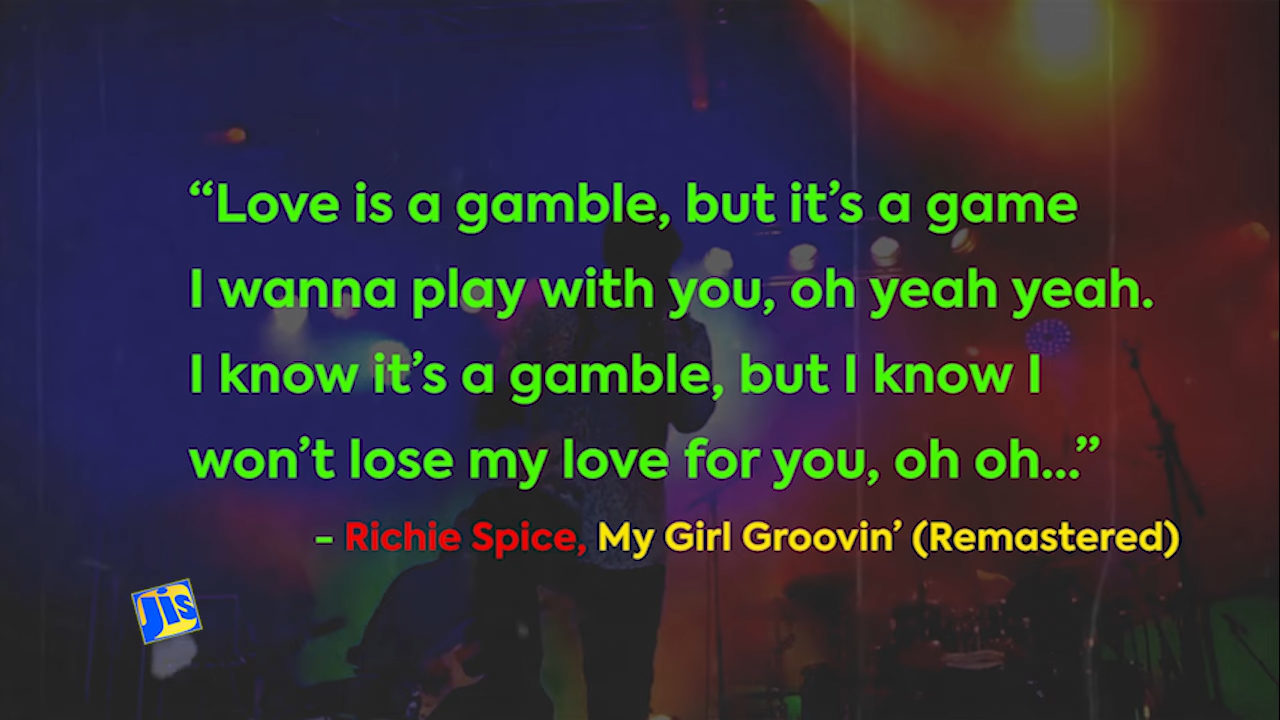 “Love is a gamble, but it’s a game
I wanna play with you, oh yeah yeah.
I know it’s a gamble, but I know I
won’t lose my love for you, oh oh...”
– Richie Spice, My Girl Groovin’ (Remastered)
Jis